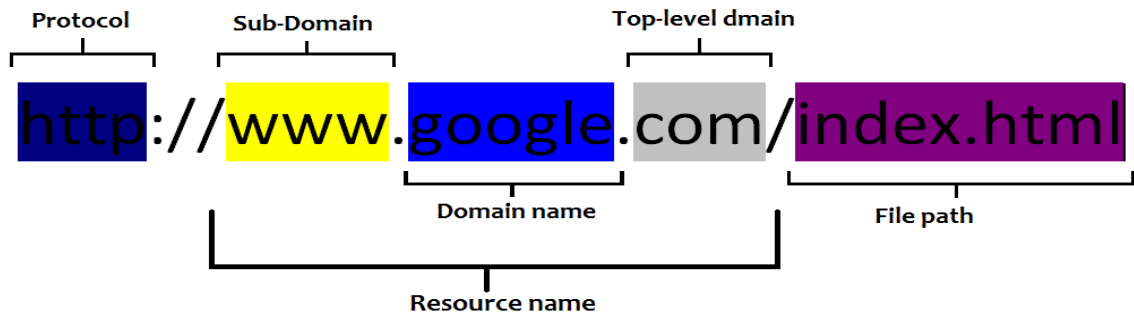 Protocol
Sub-Domain
Top-level dmain
http://www.google.com/index.html
Domain name
File path
Resource name